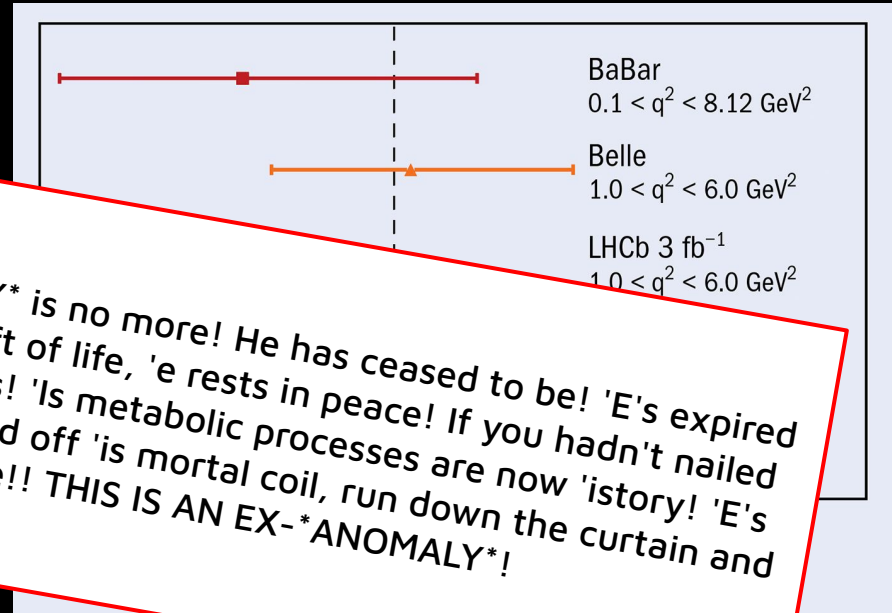 BaBar
0.1 < q² < 8.12 GeV²
Belle
1.0 < q² < 6.0 GeV²
LHCb 3 fb⁻¹
1.0 < q² < 6.0 GeV²
* is no more! He has ceased to be! 'E's expired
of life, 'e rests in peace! If you hadn't nailed
! 'Is metabolic processes are now 'istory! 'E's
off 'is mortal coil, run down the curtain and
!! THIS IS AN EX-*ANOMALY*!